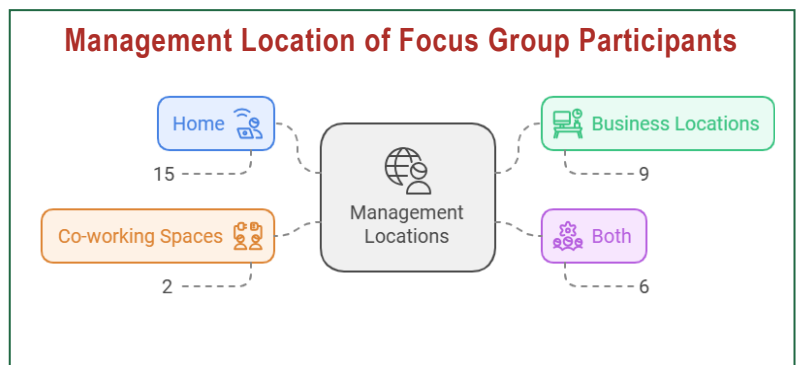 Management Location of Focus Group Participants
Home
15
Business Locations
9
Management
Locations
Co-working Spaces
2
Both
6